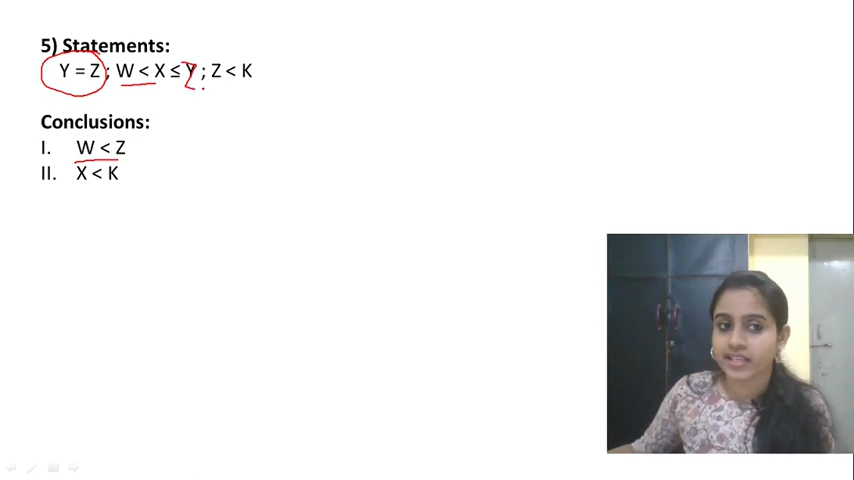 5) Statements:
Y = Z ; W < X ≤ Y ; Z < K
Conclusions:
I. W < Z
II. X < K